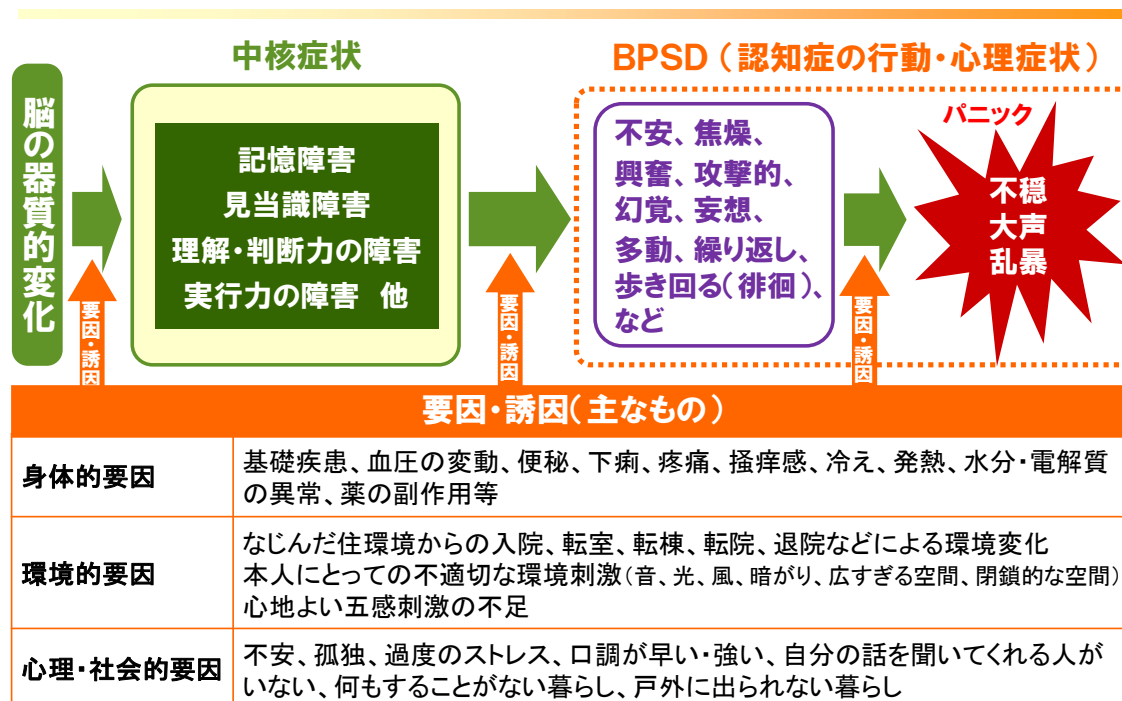 中核症状
BPSD（認知症の行動・心理症状）
脳の器質的変化
記憶障害
見当識障害
理解・判断力の障害
実行力の障害 他
不安、焦燥、
興奮、攻撃的、
幻覚、妄想、
多動、繰り返し、
歩き回る（徘徊）、
など
パニック
不穏
大声
乱暴
要因・誘因
要因・誘因
要因・誘因
要因・誘因（主なもの）
身体的要因
基礎疾患、血圧の変動、便秘、下痢、疼痛、掻痒感、冷え、発熱、水分・電解質
の異常、薬の副作用等
環境的要因
なじんだ住環境からの入院、転室、転棟、転院、退院などによる環境変化
本人にとっての不適切な環境刺激（音、光、風、暗がり、広すぎる空間、閉鎖的な空間）
心地よい五感刺激の不足
心理・社会的要因
不安、孤独、過度のストレス、口調が早い・強い、自分の話を聞いてくれる人が
いない、何もすることがない暮らし、戸外に出られない暮らし